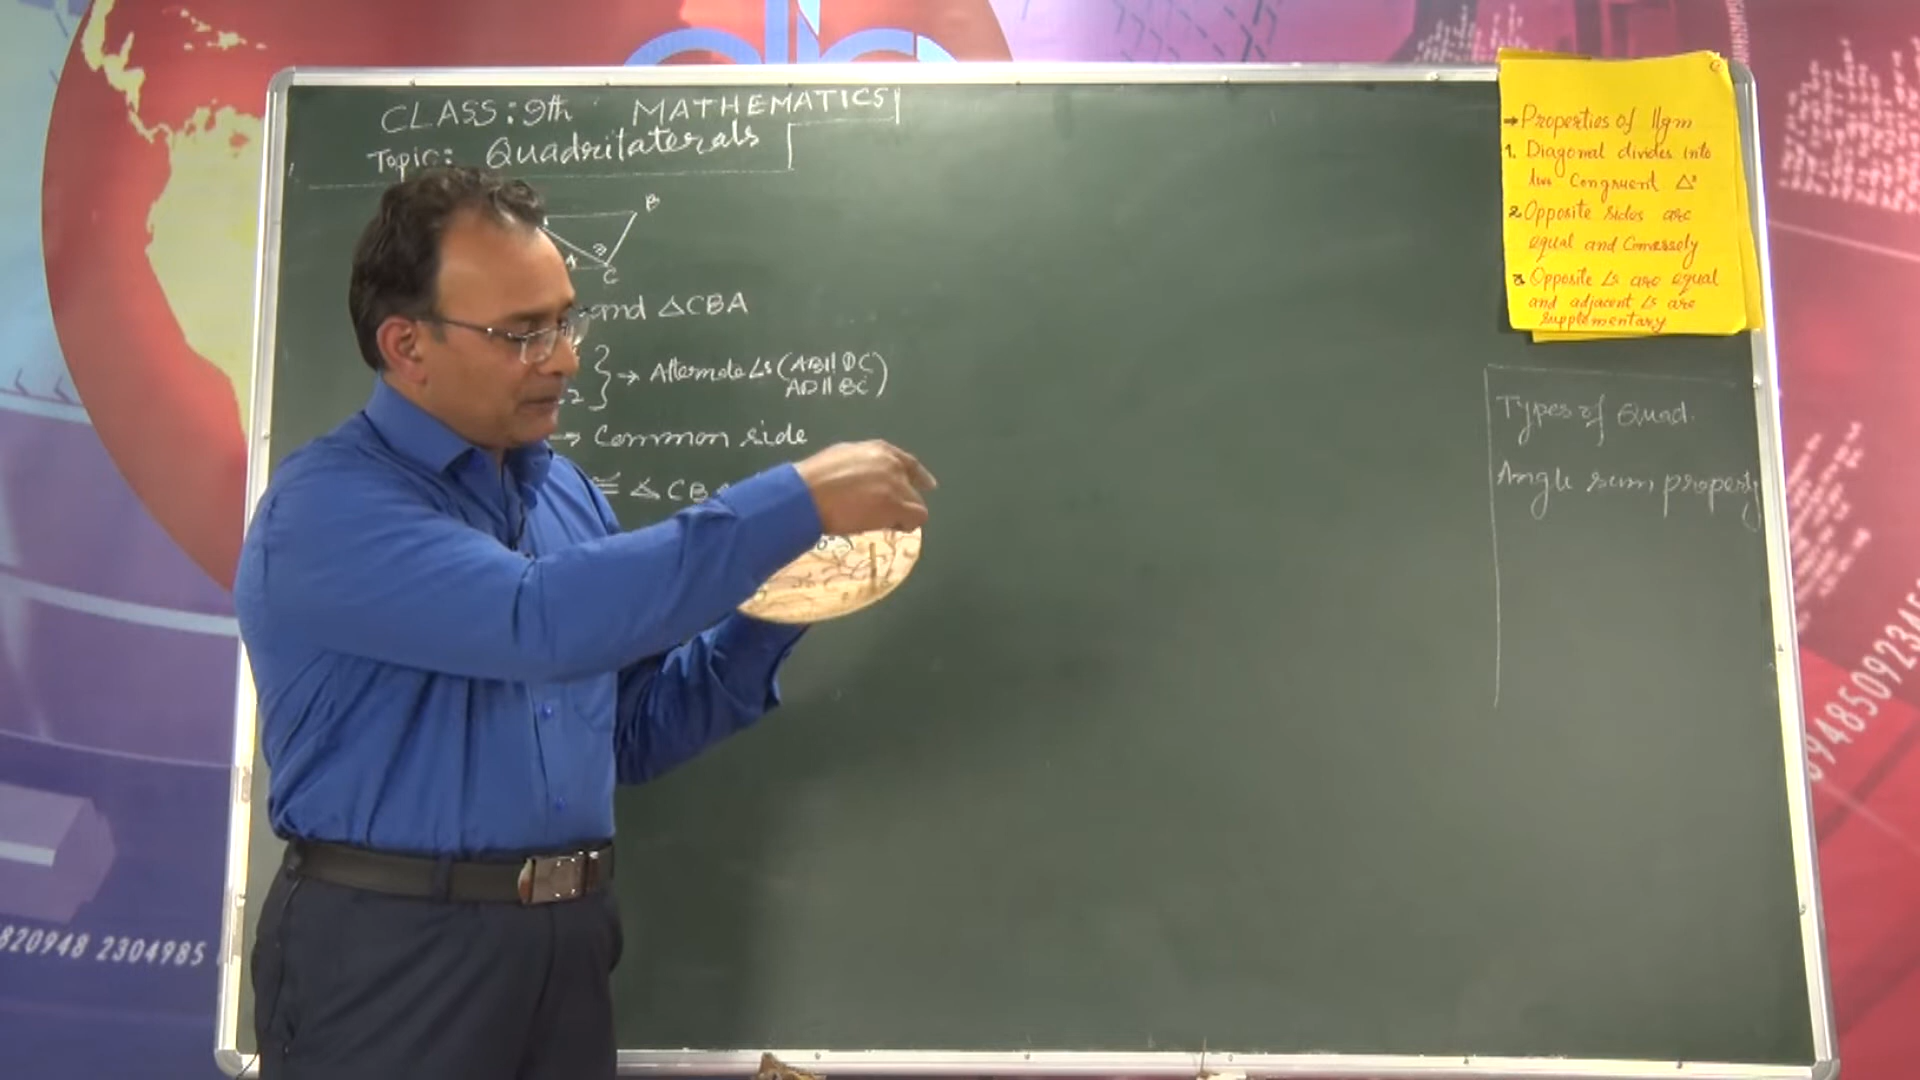 CLASS: 9th MATHEMATICS
Topic: Quadrilaterals
B
A
C
and △CBA
} → Alternate ∠s (AB||DC
AD||BC)
→ Common side
≅ △CB
→ Properties of ||gm
1. Diagonal divides into
two Congruent △s
2. Opposite sides are
equal and Conversely
3 Opposite ∠s are equal
and adjacent ∠s are
supplementary
Types of Quad.
Angle sum property
820948 2304985